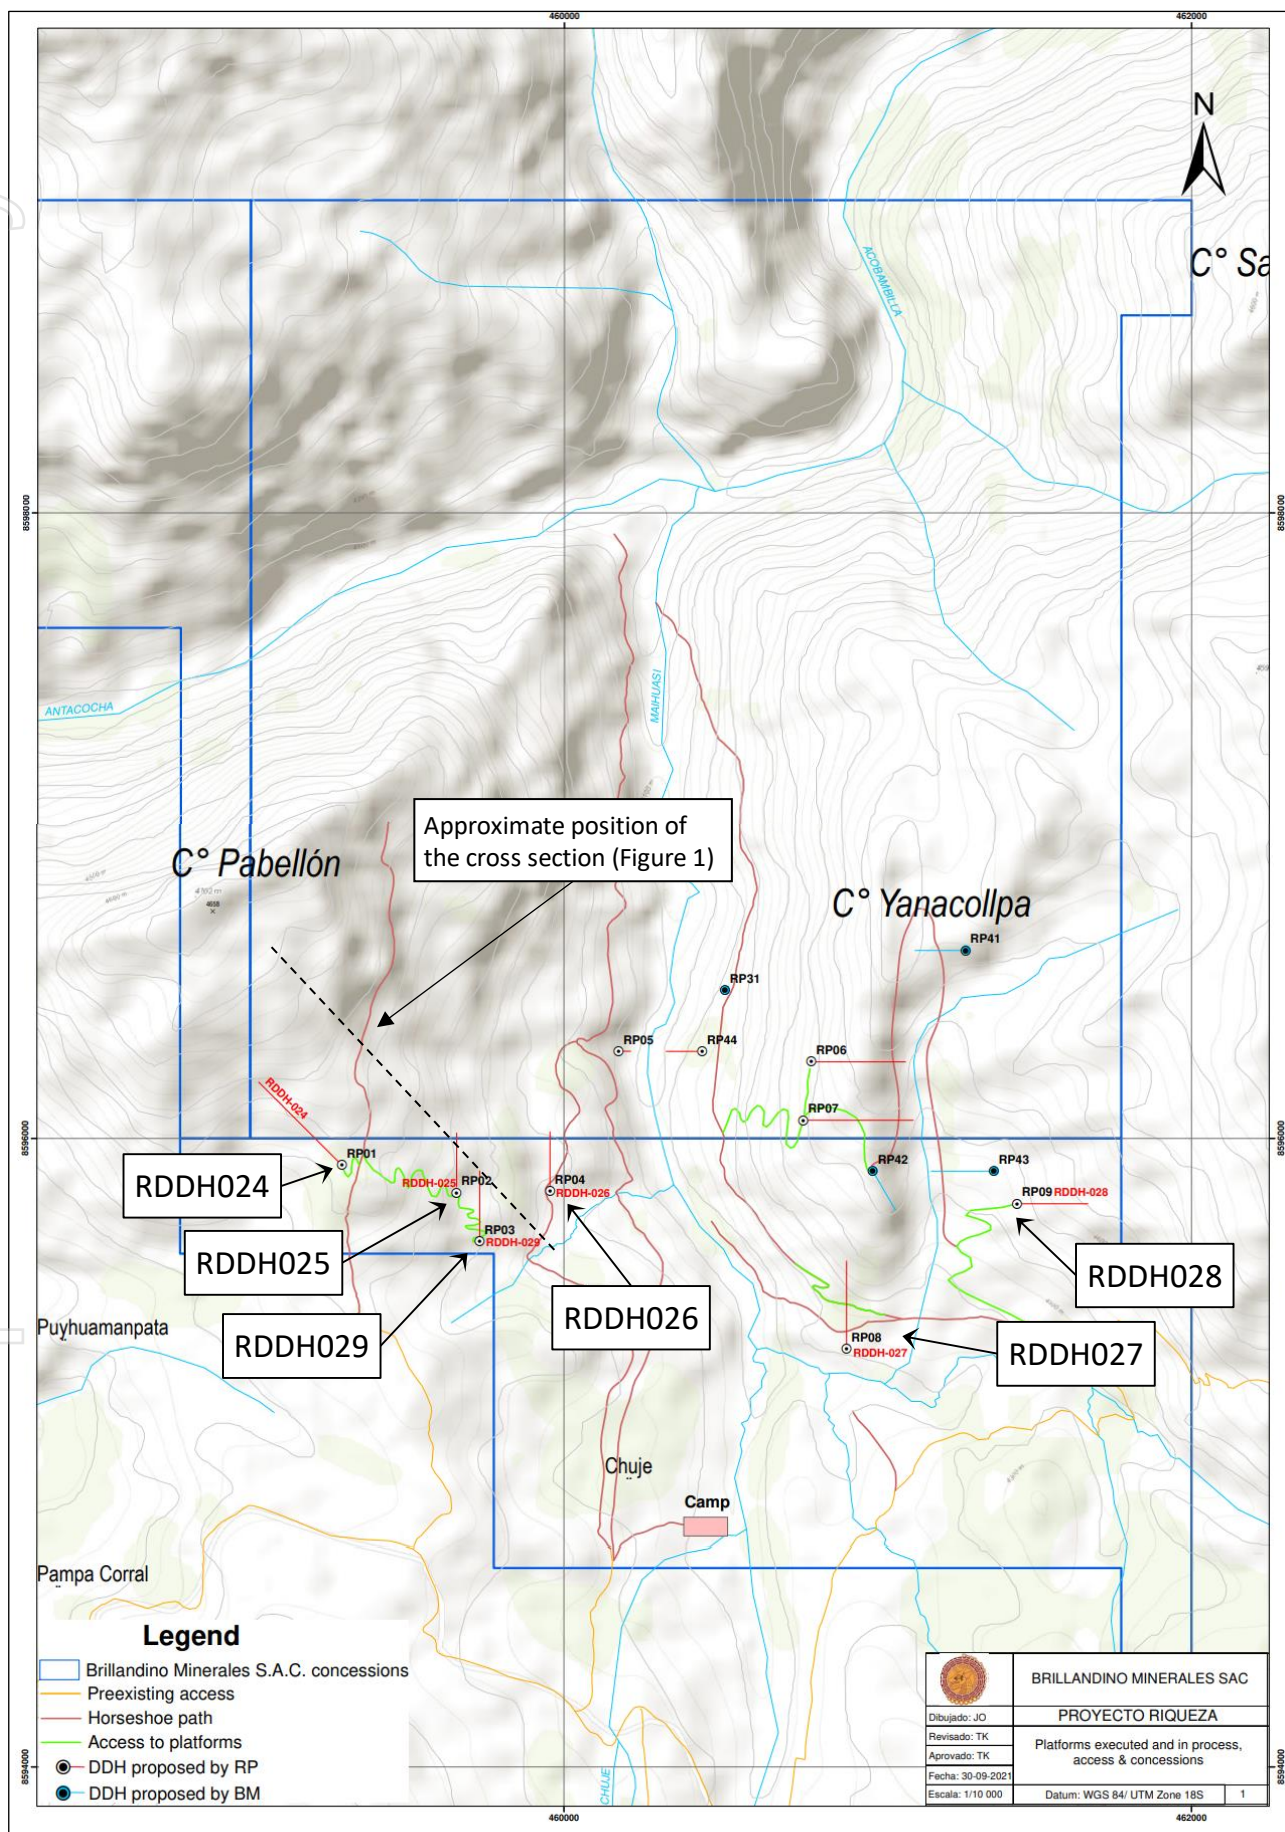 460000
462000
N
C° Sa
ACOBAMBILLA
8598000
8598000
MAIHUASI
ANTACOCHA
Approximate position of
the cross section (Figure 1)
C° Pabellón
4658
C° Yanacollpa
RP41
RP31
RP05
RP44
RP06
RDDH-024
RP07
8596000
8596000
RP01
RDDH024
RDDH-025
RP02
RP04
RDDH-026
RP42
RP43
RP09 RDDH-028
RP03
RDDH-029
RDDH025
RDDH028
RDDH026
RDDH029
Puyhuamanpata
RP08
RDDH-027
RDDH027
Chuje
Camp
Pampa Corral
Legend
Brillandino Minerales S.A.C. concessions
Preexisting access
Horseshoe path
Access to platforms
DDH proposed by RP
DDH proposed by BM
CHUJE
BRILLANDINO MINERALES SAC
Dibujado: JO
PROYECTO RIQUEZA
Revisado: TK
Platforms executed and in process,
access & concessions
Aprovado: TK
Fecha: 30-09-2021
Escala: 1/10 000
Datum: WGS 84/ UTM Zone 18S
1
8594000
8594000
460000
462000